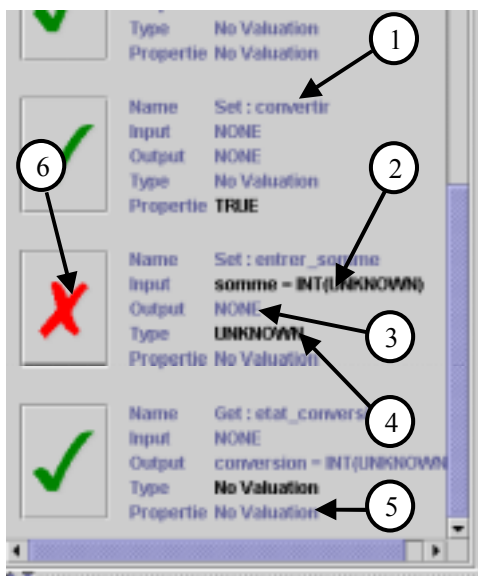 Type No Valuation
Propertie No Valuation
1
Name Set : convertir
Input NONE
Output NONE
Type No Valuation
Propertie TRUE
6
2
Name Set : entrer_somme
Input somme = INT(UNKNOWN)
Output NONE
Type UNKNOWN
Propertie No Valuation
3
4
Name Get : etat_convers
Input NONE
Output conversion = INT(UNKNOWN
Type No Valuation
Propertie No Valuation
5